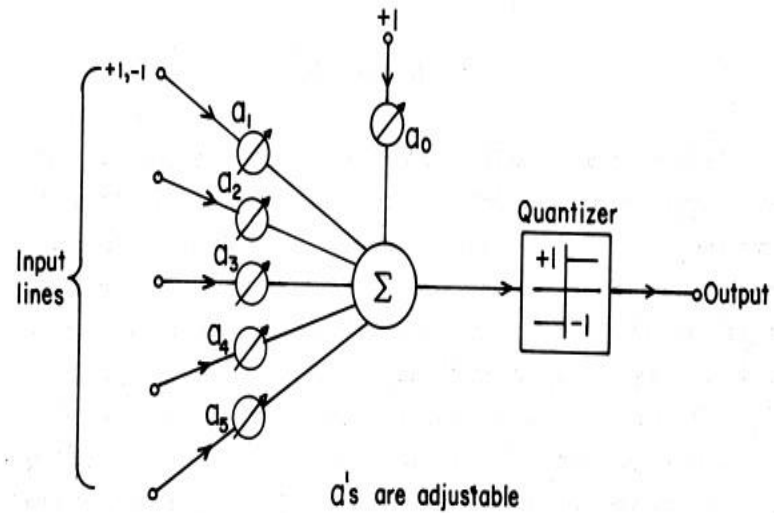 +1
+1,-1
a₁
a₀
a₂
Quantizer
a₃
+1
Input
lines
Σ
Output
-1
a₄
a₅
a's are adjustable